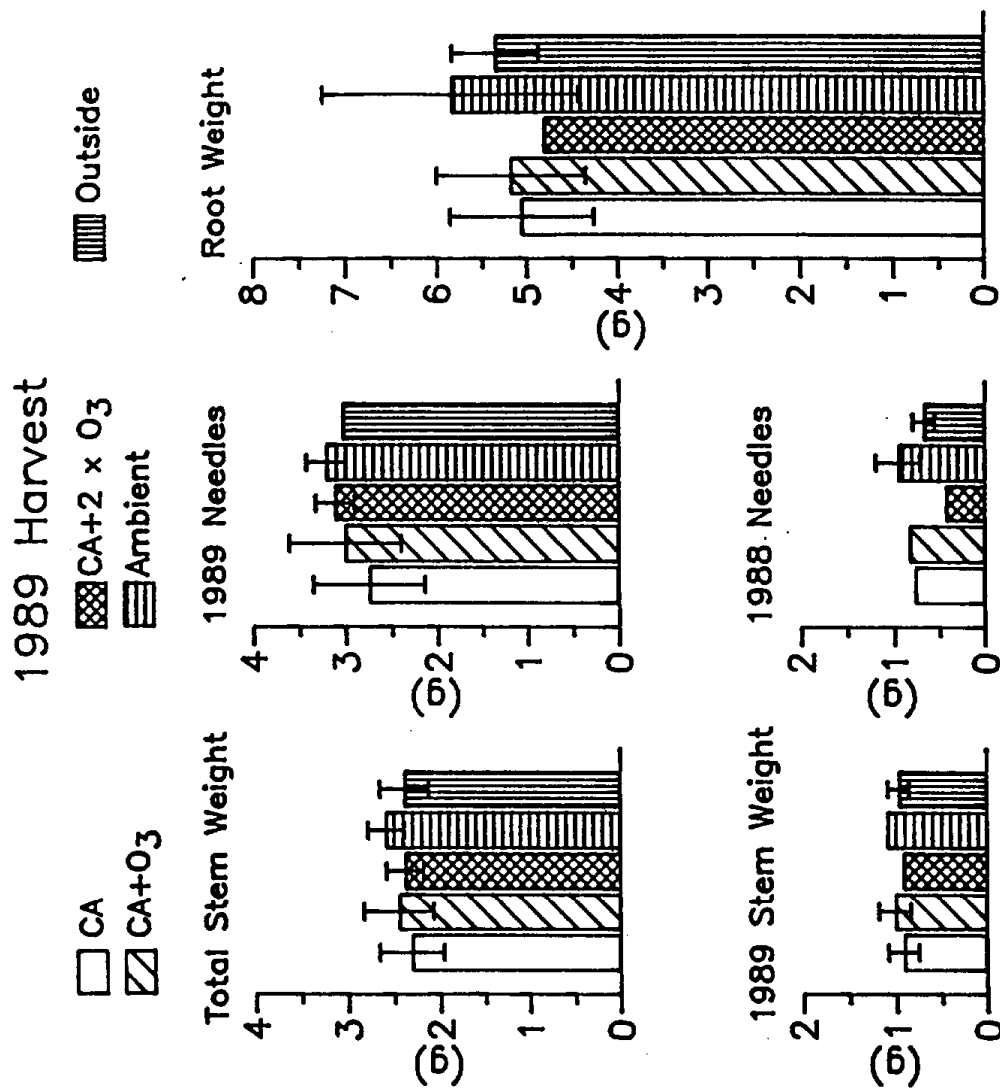 1989 Harvest
CA
CA+2 x O3
Outside
CA+O3
Ambient
Total Stem Weight
4
3
2
1
0
(g)
1989 Needles
4
3
2
1
0
(g)
Root Weight
8
7
6
5
4
3
2
1
0
(g)
1989 Stem Weight
2
1
0
(g)
1988 Needles
2
1
0
(g)